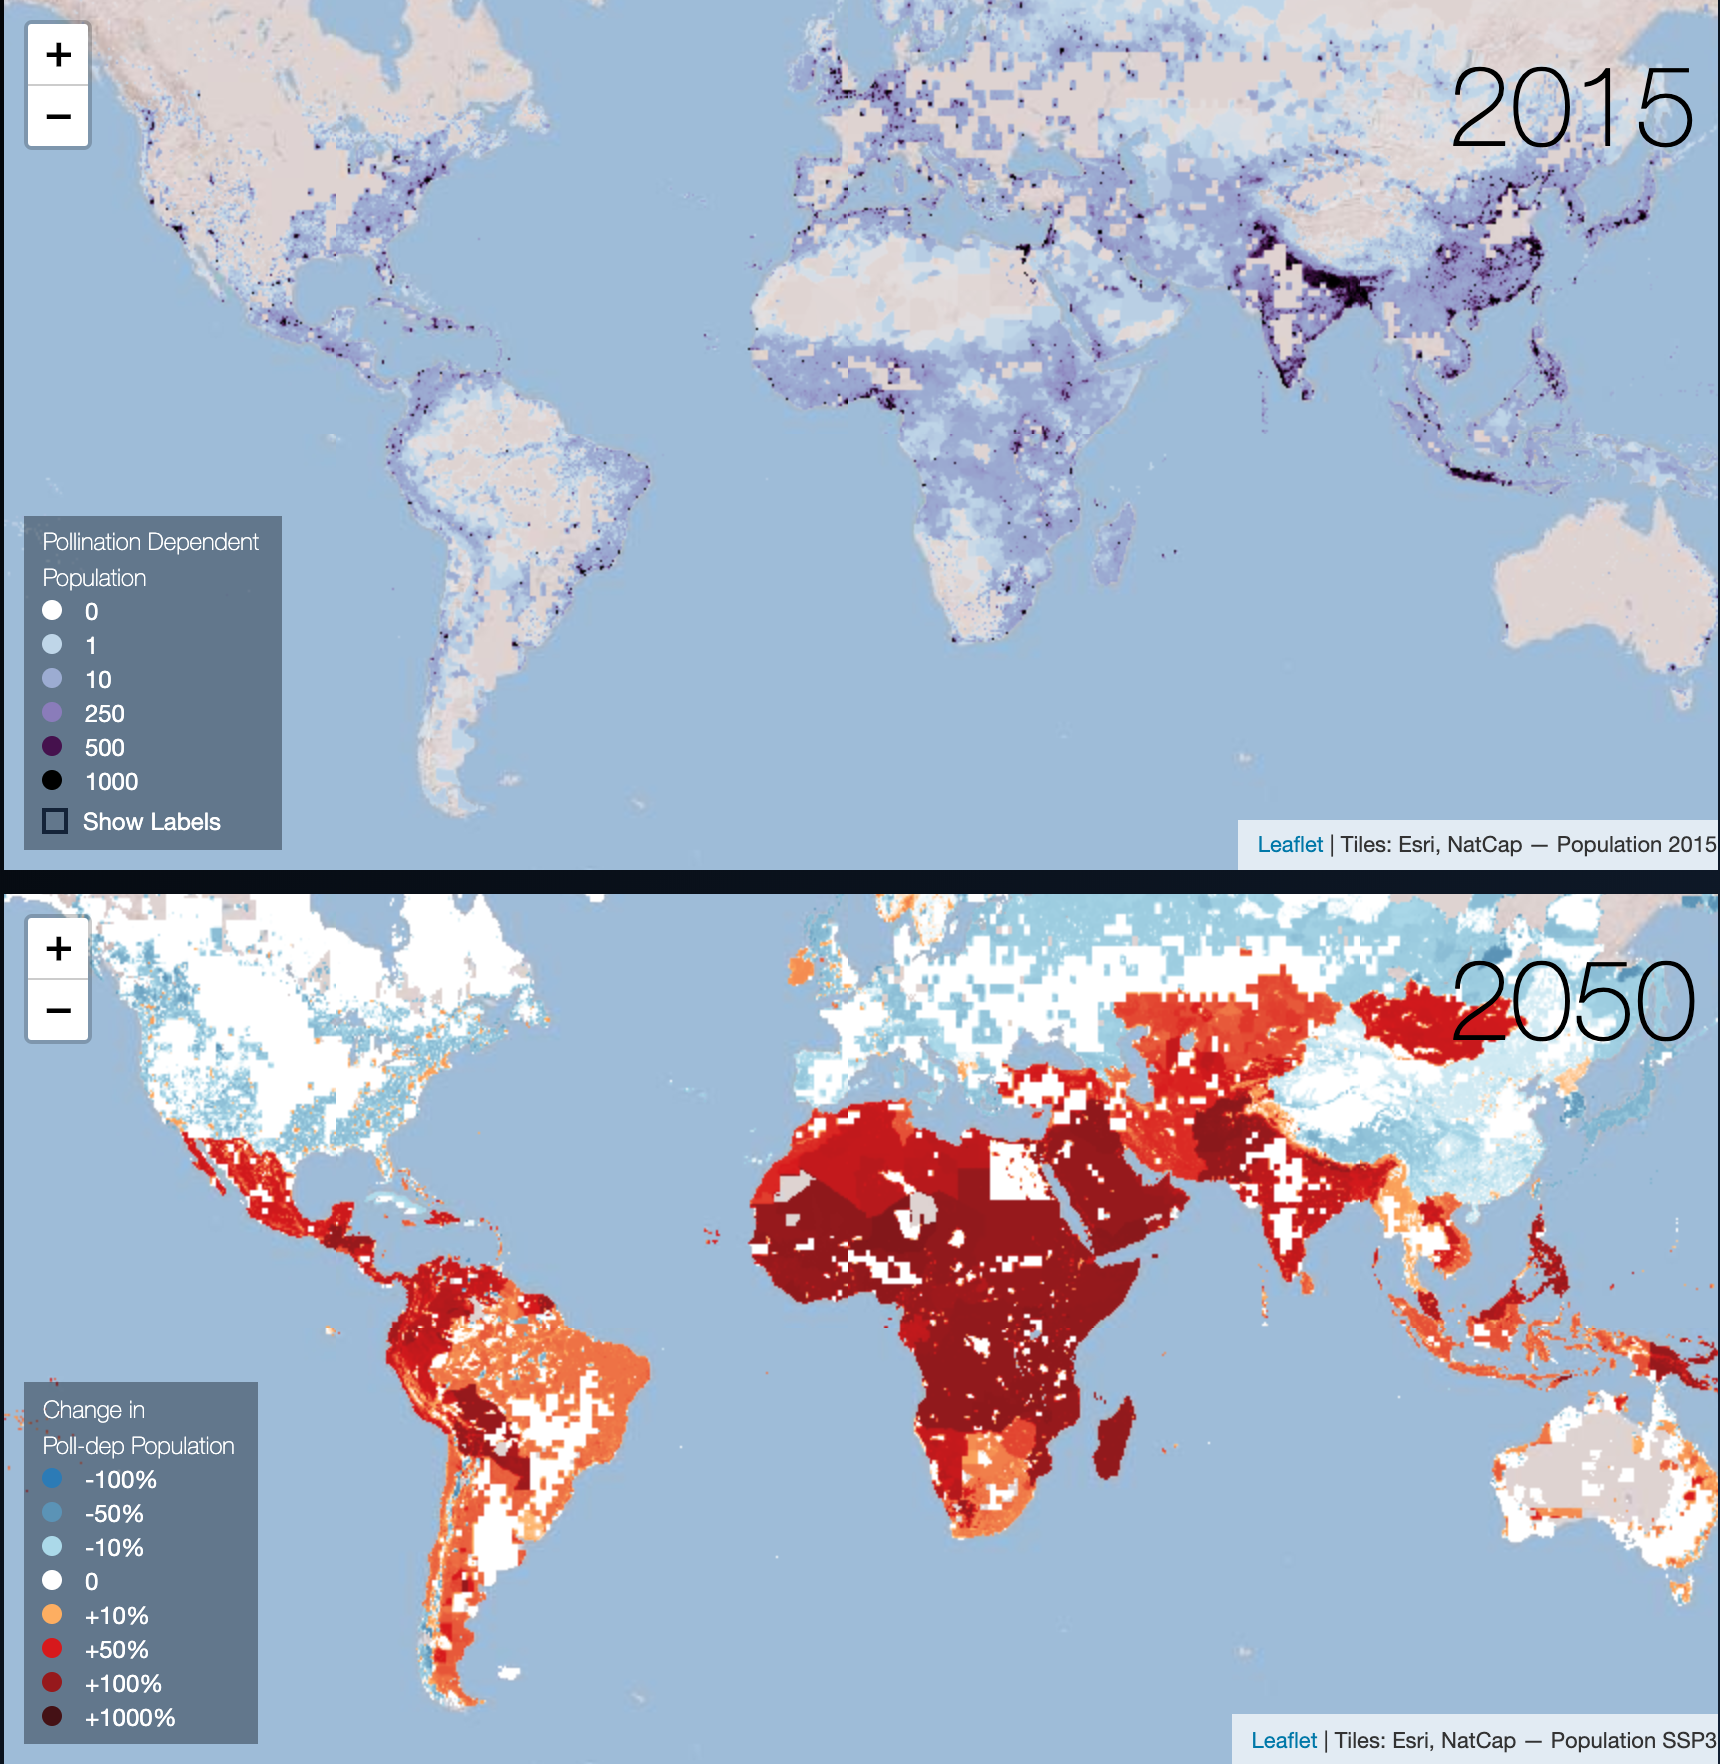 +
−
2015
Pollination Dependent
Population
0
1
10
250
500
1000
Show Labels
Leaflet | Tiles: Esri, NatCap — Population 2015
+
−
2050
Change in
Poll-dep Population
-100%
-50%
-10%
0
+10%
+50%
+100%
+1000%
Leaflet | Tiles: Esri, NatCap — Population SSP3